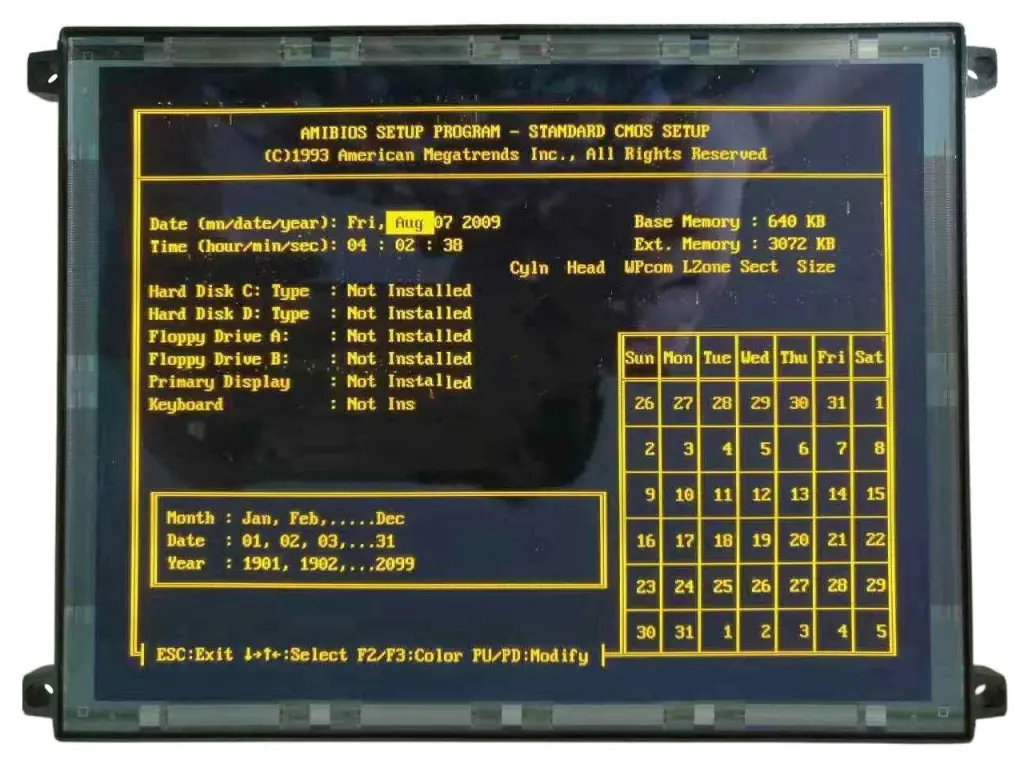 AMIBIOS SETUP PROGRAM - STANDARD CMOS SETUP
(C)1993 American Megatrends Inc., All Rights Reserved
Date (mn/date/year): Fri, Aug 07 2009 Base Memory : 640 KB
Time (hour/min/sec): 04 : 02 : 38 Ext. Memory : 3072 KB
Cyln Head WPcom LZone Sect Size
Hard Disk C: Type : Not Installed
Hard Disk D: Type : Not Installed
Floppy Drive A: : Not Installed
Floppy Drive B: : Not Installed
Primary Display : Not Installed
Keyboard : Not Ins
Sun Mon Tue Wed Thu Fri Sat
26 27 28 29 30 31 1
2 3 4 5 6 7 8
9 10 11 12 13 14 15
16 17 18 19 20 21 22
23 24 25 26 27 28 29
30 31 1 2 3 4 5
Month : Jan, Feb,.....Dec
Date : 01, 02, 03,...31
Year : 1901, 1902,...2099
ESC:Exit ↓→↑←:Select F2/F3:Color PU/PD:Modify